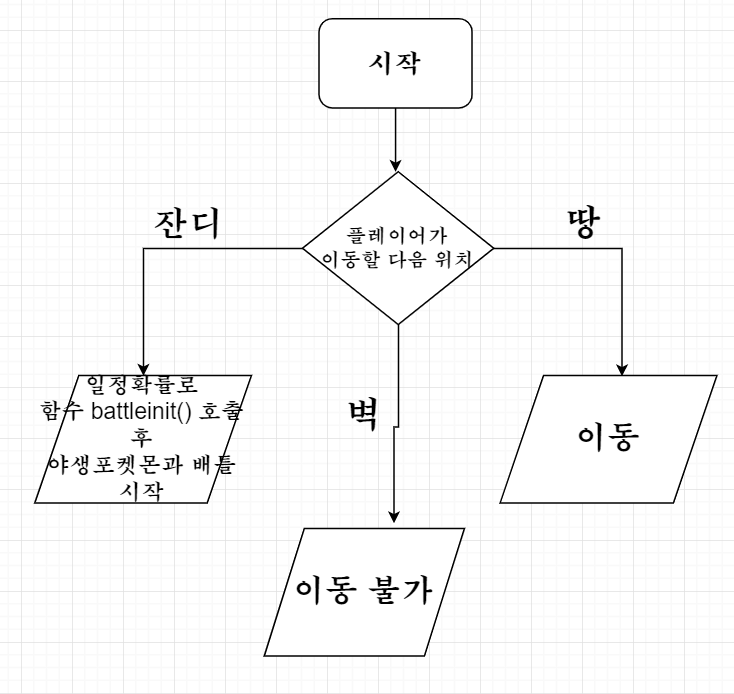 시작
플레이어가
이동할 다음 위치
잔디
땅
벽
일정확률로
함수 battleinit() 호출
후
야생포켓몬과 배틀
시작
이동
이동 불가